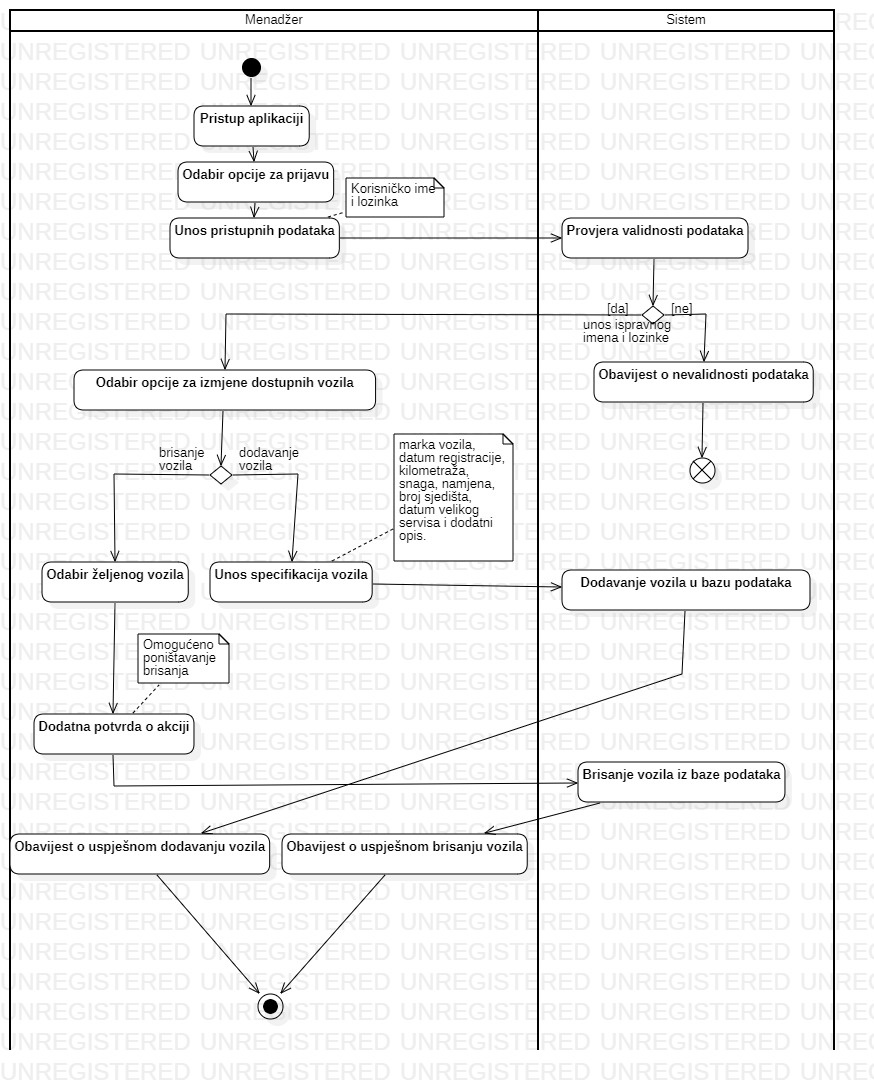 Menadžer
Sistem
Pristup aplikaciji
Odabir opcije za prijavu
Korisničko ime
i lozinka
Unos pristupnih podataka
Provjera validnosti podataka
[da]
[ne]
unos ispravnog
imena i lozinke
Odabir opcije za izmjene dostupnih vozila
Obavijest o nevalidnosti podataka
brisanje
vozila
dodavanje
vozila
marka vozila,
datum registracije,
kilometraža,
snaga, namjena,
broj sjedišta,
datum velikog
servisa i dodatni
opis.
Odabir željenog vozila
Unos specifikacija vozila
Dodavanje vozila u bazu podataka
Omogućeno
poništavanje
brisanja
Dodatna potvrda o akciji
Brisanje vozila iz baze podataka
Obavijest o uspješnom dodavanju vozila
Obavijest o uspješnom brisanju vozila
UNREGISTERED